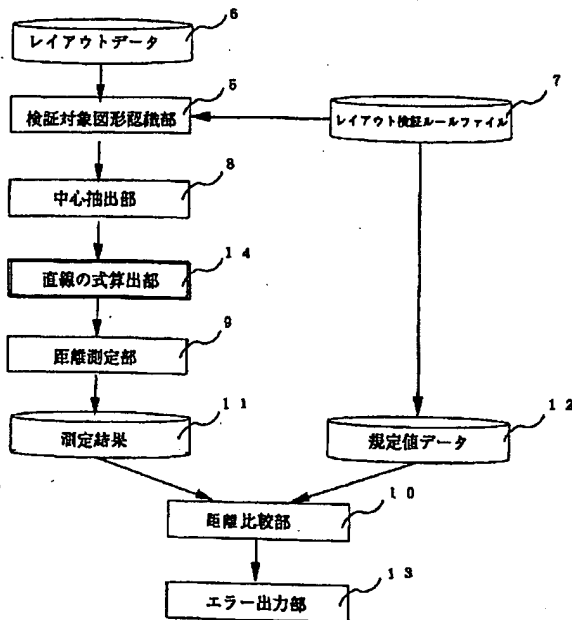 6
レイアウトデータ
5
検証対象図形認識部
7
レイアウト検証ルールファイル
8
中心抽出部
14
直線の式算出部
9
距離測定部
11
測定結果
12
規定値データ
10
距離比較部
13
エラー出力部